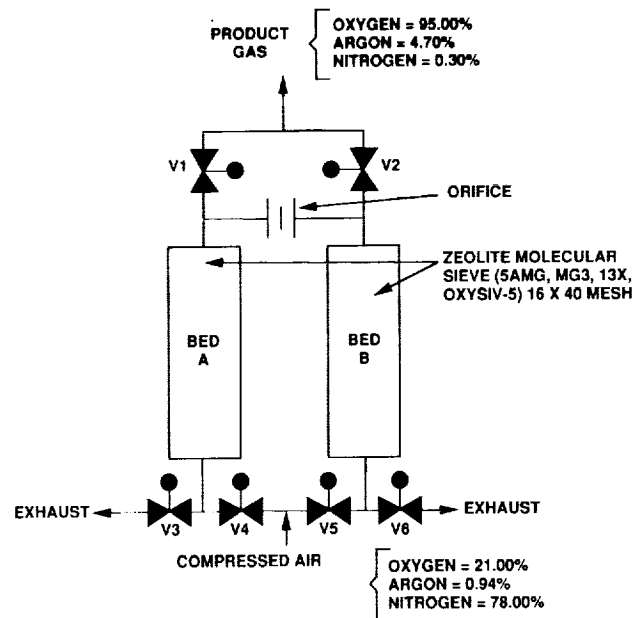 PRODUCT
GAS
OXYGEN = 95.00%
ARGON = 4.70%
NITROGEN = 0.30%
V1
V2
ORIFICE
ZEOLITE MOLECULAR
SIEVE (5AMG, MG3, 13X,
OXYSIV-5) 16 X 40 MESH
BED
A
BED
B
EXHAUST
V3
V4
V5
V6
EXHAUST
COMPRESSED AIR
OXYGEN = 21.00%
ARGON = 0.94%
NITROGEN = 78.00%